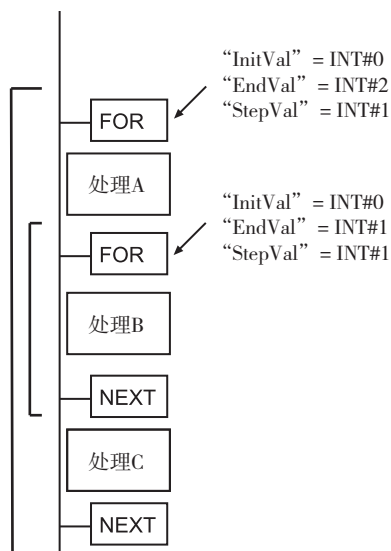 “InitVal” = INT#0
“EndVal” = INT#2
“StepVal” = INT#1
FOR
处理A
“InitVal” = INT#0
“EndVal” = INT#1
“StepVal” = INT#1
FOR
处理B
NEXT
处理C
NEXT